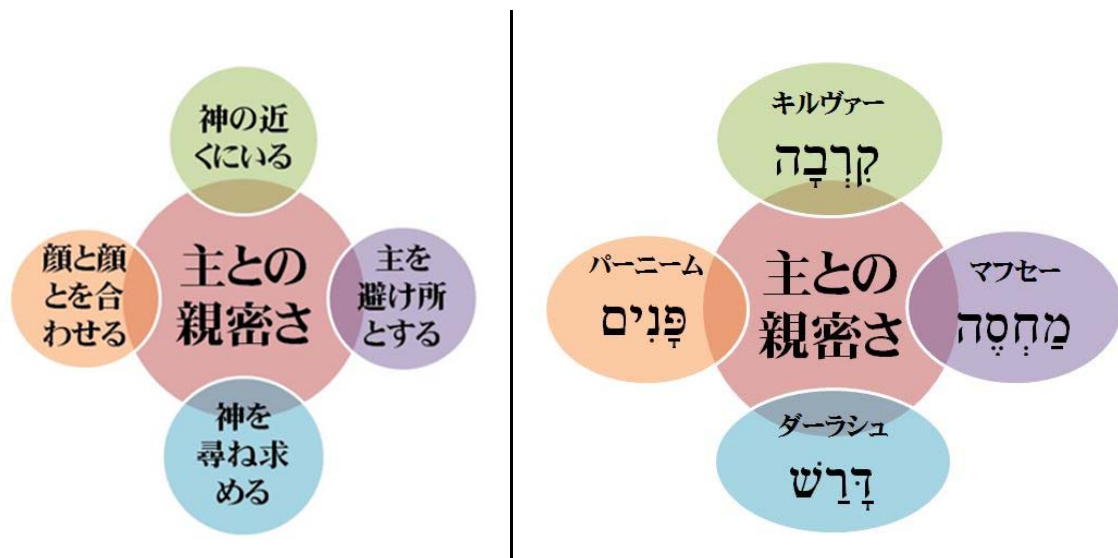 神の近
くにいる
顔と顔
とを合
わせる
主との
親密さ
主を
避け所
とする
神を
尋ね求
める
キルヴァー
קִרְבָה
パーニーム
פָּנִים
主との
親密さ
マフセー
מַחְסֶה
ダーラシュ
דָּרַשׁ